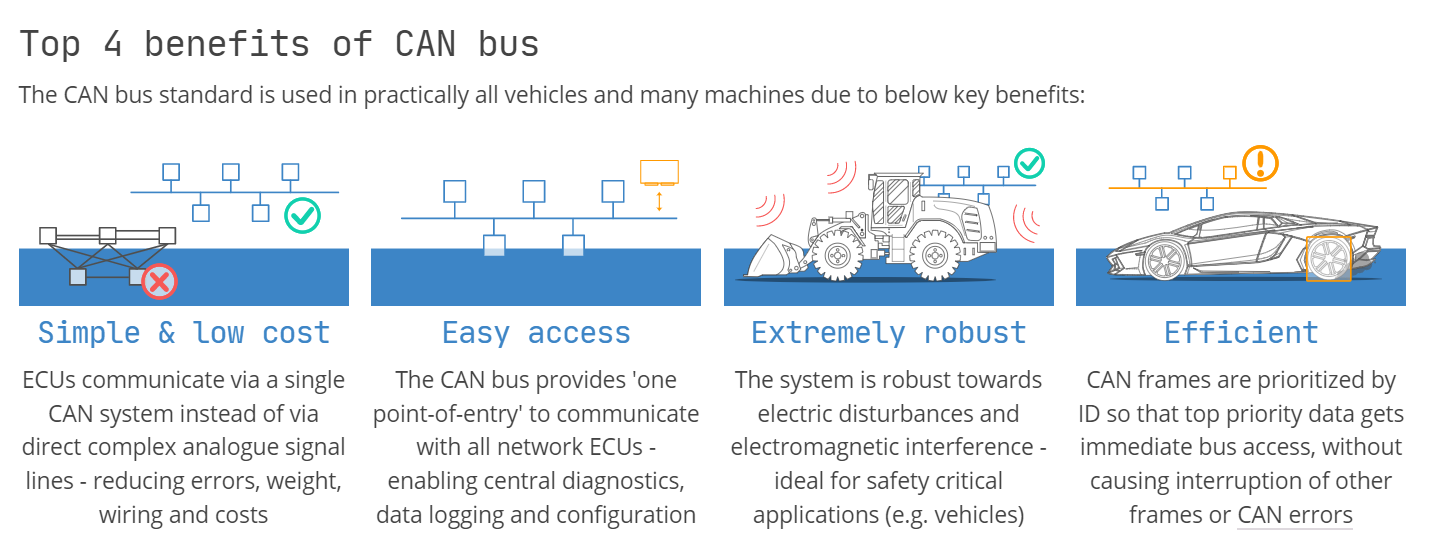 Top 4 benefits of CAN bus
The CAN bus standard is used in practically all vehicles and many machines due to below key benefits:
Simple & low cost
ECUs communicate via a single
CAN system instead of via
direct complex analogue signal
lines - reducing errors, weight,
wiring and costs
Easy access
The CAN bus provides 'one
point-of-entry' to communicate
with all network ECUs -
enabling central diagnostics,
data logging and configuration
Extremely robust
The system is robust towards
electric disturbances and
electromagnetic interference -
ideal for safety critical
applications (e.g. vehicles)
Efficient
CAN frames are prioritized by
ID so that top priority data gets
immediate bus access, without
causing interruption of other
frames or CAN errors